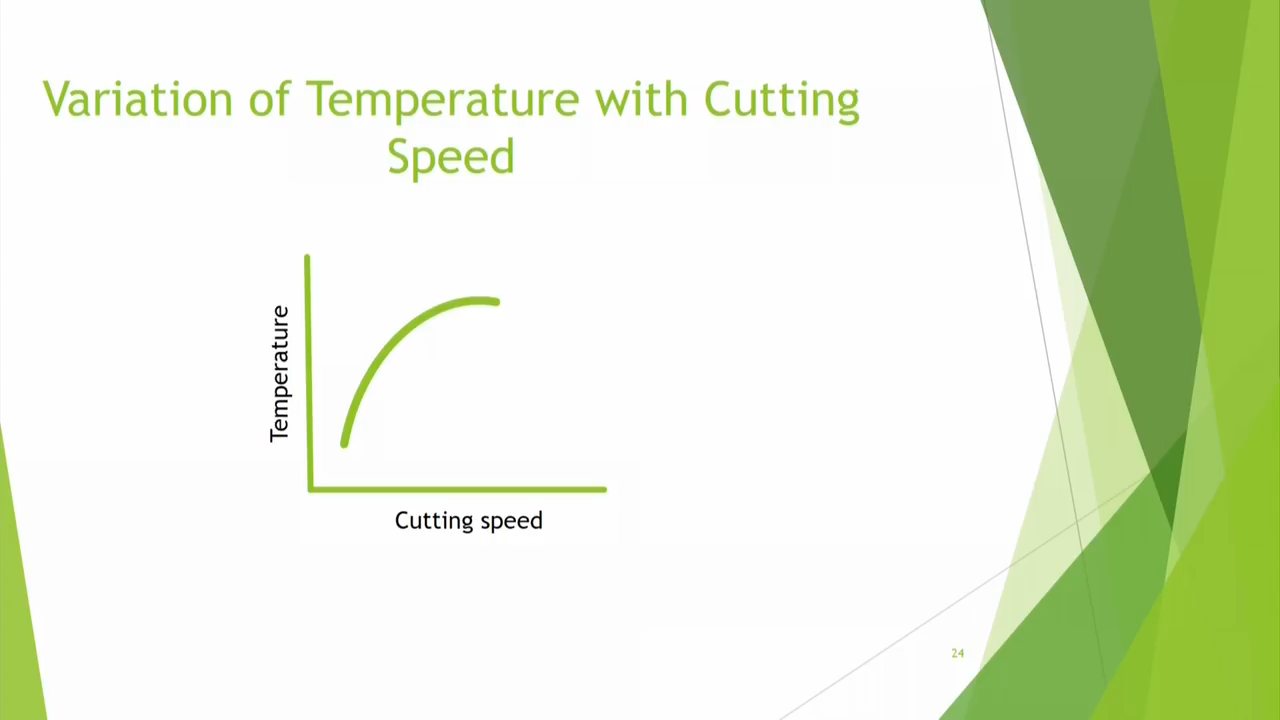 Variation of Temperature with Cutting
Speed
Temperature
Cutting speed
24